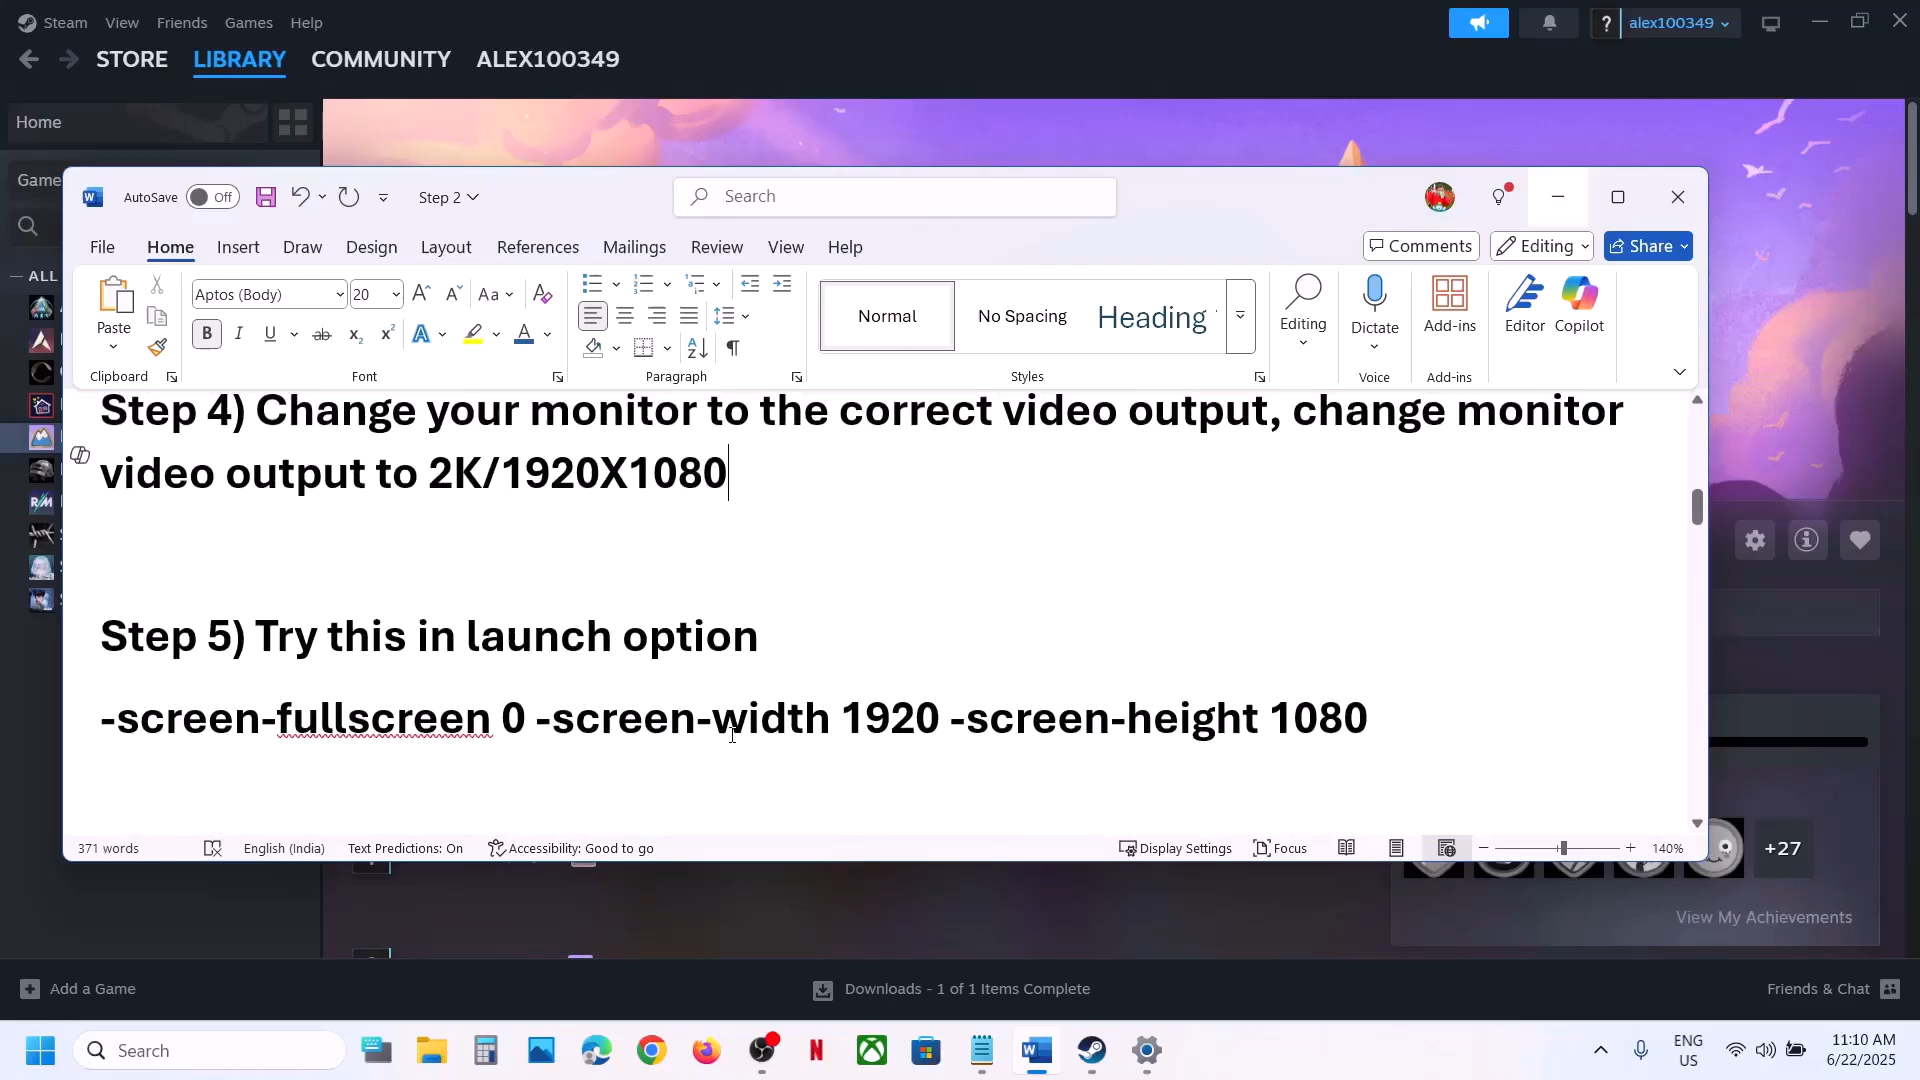 Steam View Friends Games Help
alex100349
STORE LIBRARY COMMUNITY ALEX100349
Home
Game
AutoSave Off Step 2 Search
File Home Insert Draw Design Layout References Mailings Review View Help Comments Editing Share
ALL
Aptos (Body) 20
Paste Normal No Spacing Heading Editing Dictate Add-ins Editor Copilot
Clipboard Font Paragraph Styles Voice Add-ins
Step 4) Change your monitor to the correct video output, change monitor
video output to 2K/1920X1080
Step 5) Try this in launch option
-screen-fullscreen 0 -screen-width 1920 -screen-height 1080
371 words English (India) Text Predictions: On Accessibility: Good to go Display Settings Focus 140%
+27
View My Achievements
Add a Game Downloads - 1 of 1 Items Complete Friends & Chat
Search ENG
US 11:10 AM
6/22/2025